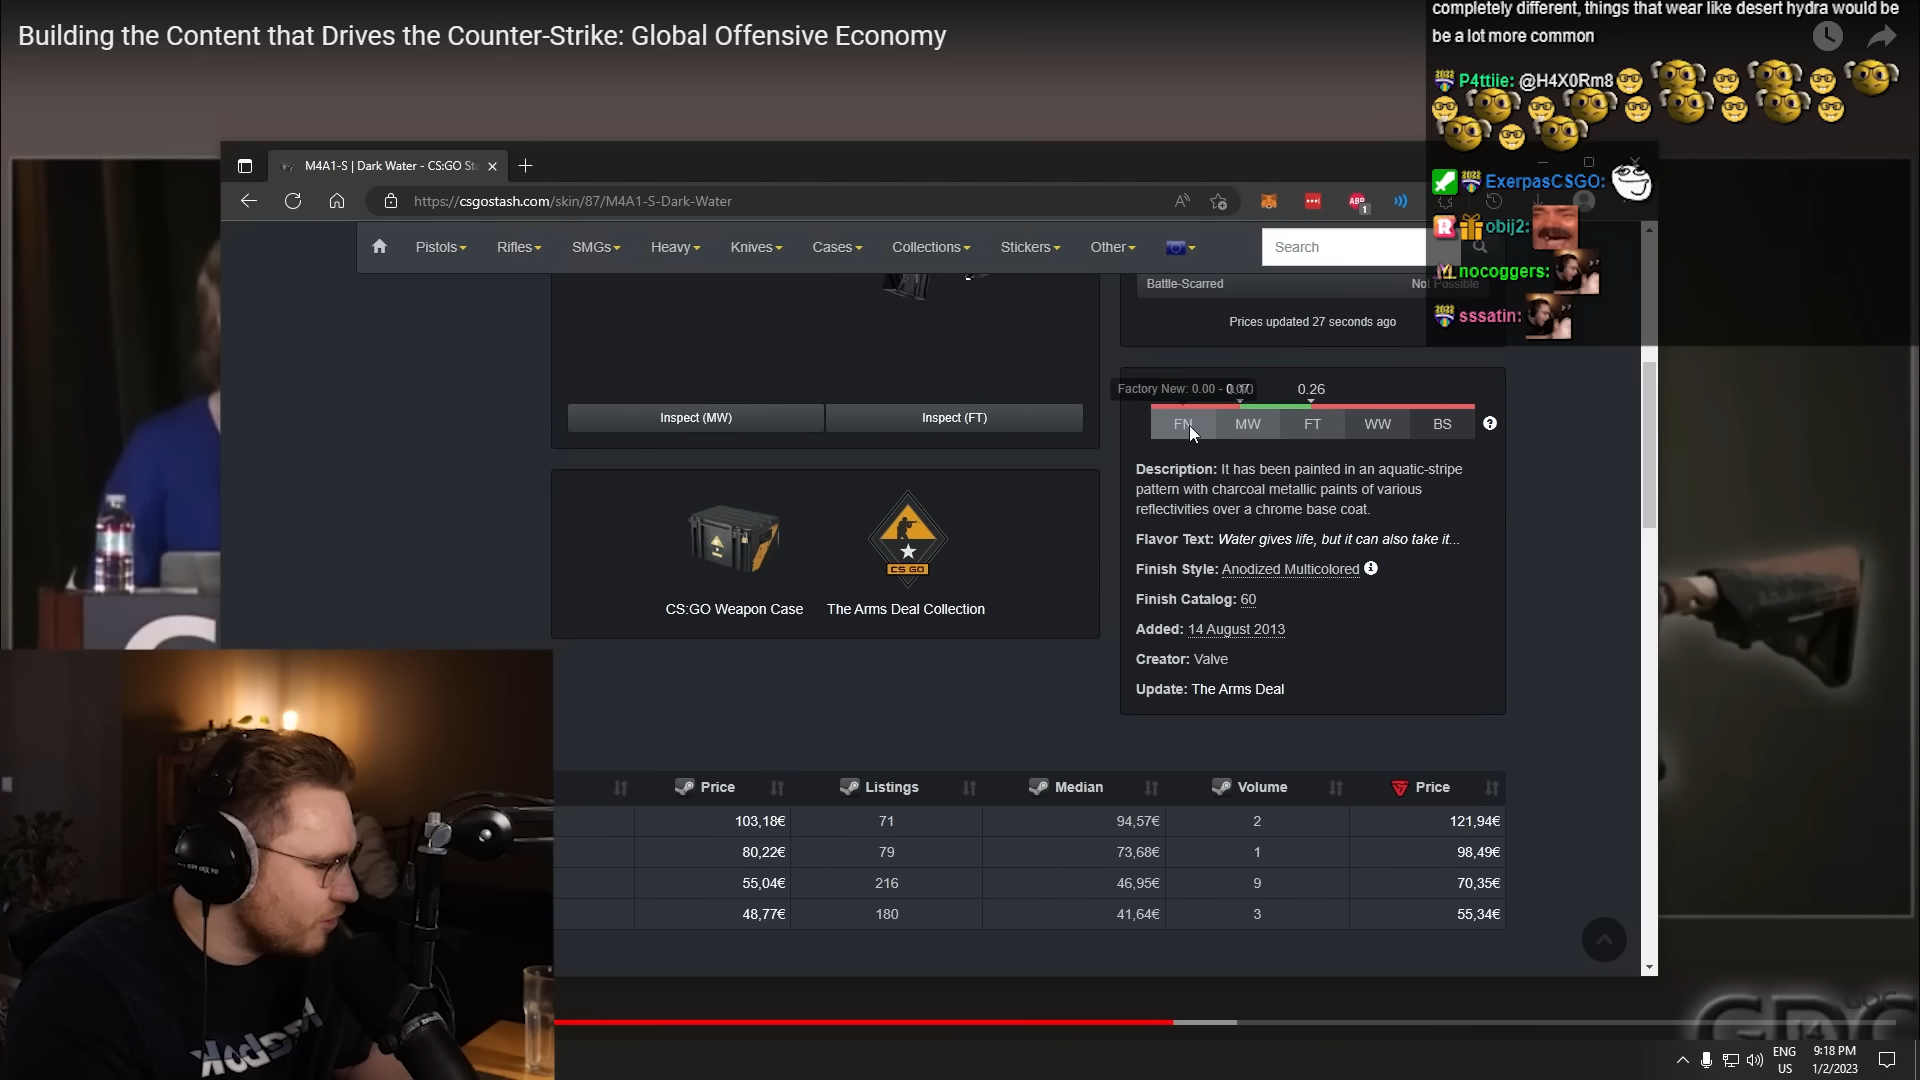 Building the Content that Drives the Counter-Strike: Global Offensive Economy
completely different, things that wear like desert hydra would be
be a lot more common
P4ttiie: @H4X0Rm8
ExerpasCSGO:
obij2:
nocoggers:
sssatin:
M4A1-S | Dark Water - CS:GO Sta
https://csgostash.com/skin/87/M4A1-S-Dark-Water
ABP
1
Pistols
Rifles
SMGs
Heavy
Knives
Cases
Collections
Stickers
Other
Search
Battle-Scarred
Not Possible
Prices updated 27 seconds ago
Factory New: 0.00 -
0.26
FN
MW
FT
WW
BS
Inspect (MW)
Inspect (FT)
CS GO
CS:GO Weapon Case
The Arms Deal Collection
Description: It has been painted in an aquatic-stripe
pattern with charcoal metallic paints of various
reflectivities over a chrome base coat.
Flavor Text: Water gives life, but it can also take it...
Finish Style: Anodized Multicolored
Finish Catalog: 60
Added: 14 August 2013
Creator: Valve
Update: The Arms Deal
Price Listings Median Volume Price
103,18€ 71 94,57€ 2 121,94€
80,22€ 79 73,68€ 1 98,49€
55,04€ 216 46,95€ 9 70,35€
48,77€ 180 41,64€ 3 55,34€
GDC
ENG
US
9:18 PM
1/2/2023